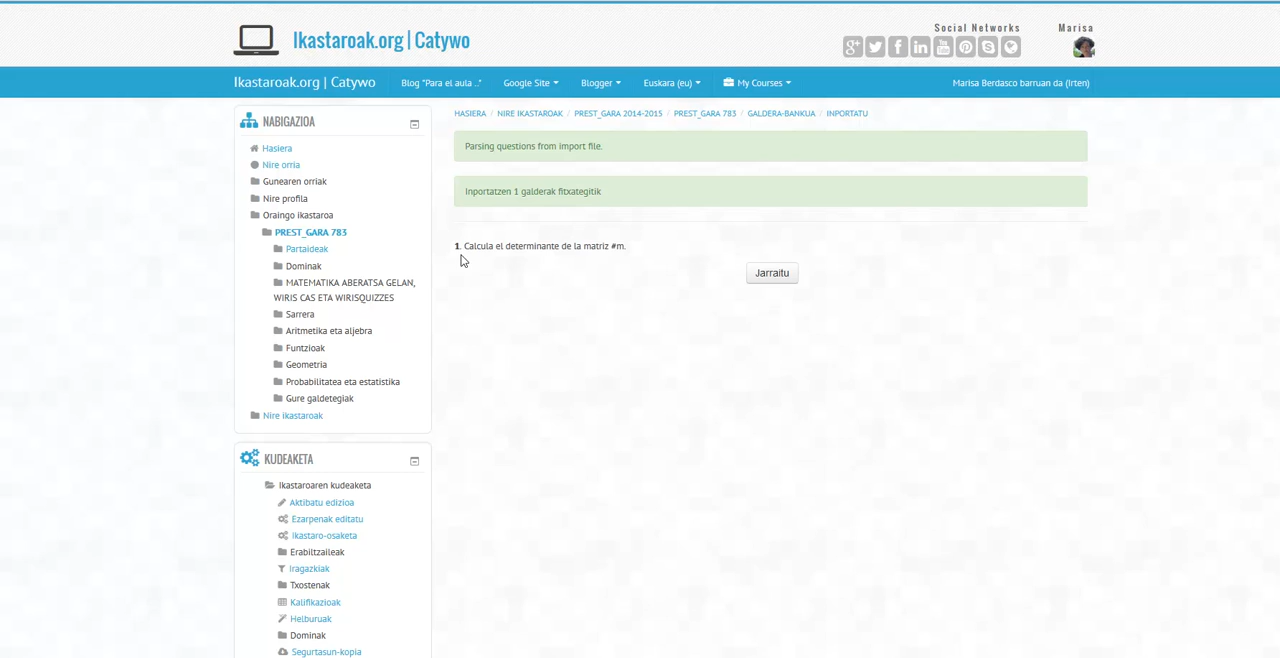 Ikastaroak.org | Catywo
Social Networks
Marisa
Ikastaroak.org | Catywo
Blog "Para el aula ..."
Google Site
Blogger
Euskara (eu)
My Courses
Marisa Berdasco barruan da (Irten)
NABIGAZIOA
Hasiera
Nire orria
Gunearen orriak
Nire profila
Oraingo ikastaroa
PREST_GARA 783
Partaideak
Dominak
MATEMATIKA ABERATSA GELAN,
WIRIS CAS ETA WIRISQUIZZES
Sarrera
Aritmetika eta aljebra
Funtzioak
Geometria
Probabilitatea eta estatistika
Gure galdetegiak
Nire ikastaroak
KUDEAKETA
Ikastaroaren kudeaketa
Aktibatu edizioa
Ezarpenak editatu
Ikastaro-osaketa
Erabiltzaileak
Iragazkiak
Txostenak
Kalifikazioak
Helburuak
Dominak
Segurtasun-kopia
HASIERA / NIRE IKASTAROAK / PREST_GARA 2014-2015 / PREST_GARA 783 / GALDERA-BANKUA / INPORTATU
Parsing questions from import file.
Inportatzen 1 galderak fitxategitik
1. Calcula el determinante de la matriz #m.
Jarraitu